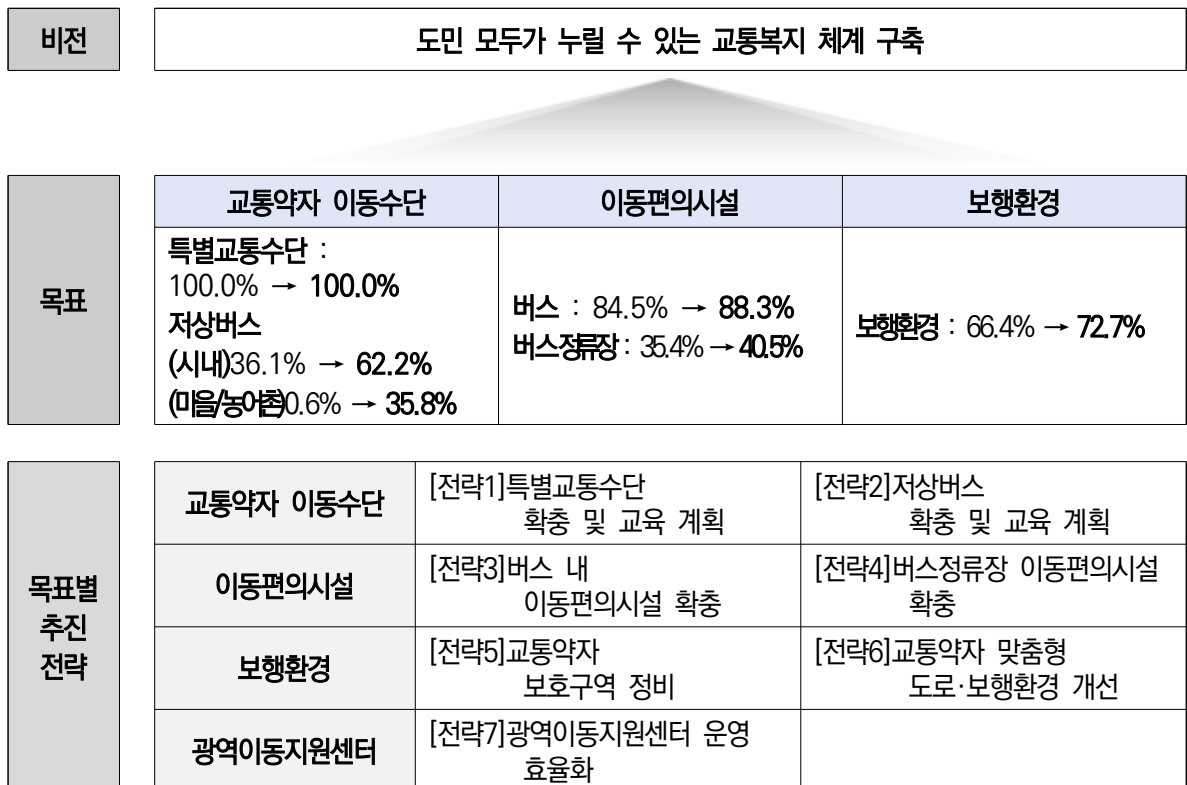 비전
도민 모두가 누릴 수 있는 교통복지 체계 구축
목표
교통약자 이동수단
이동편의시설
보행환경
특별교통수단 :
100.0% → 100.0%
저상버스
(시내)36.1% → 62.2%
(마을/농어촌)0.6% → 35.8%
버스 : 84.5% → 88.3%
버스정류장 : 35.4% → 40.5%
보행환경 : 66.4% → 72.7%
목표별
추진
전략
교통약자 이동수단
[전략1]특별교통수단
확충 및 교육 계획
[전략2]저상버스
확충 및 교육 계획
이동편의시설
[전략3]버스 내
이동편의시설 확충
[전략4]버스정류장 이동편의시설
확충
보행환경
[전략5]교통약자
보호구역 정비
[전략6]교통약자 맞춤형
도로·보행환경 개선
광역이동지원센터
[전략7]광역이동지원센터 운영
효율화